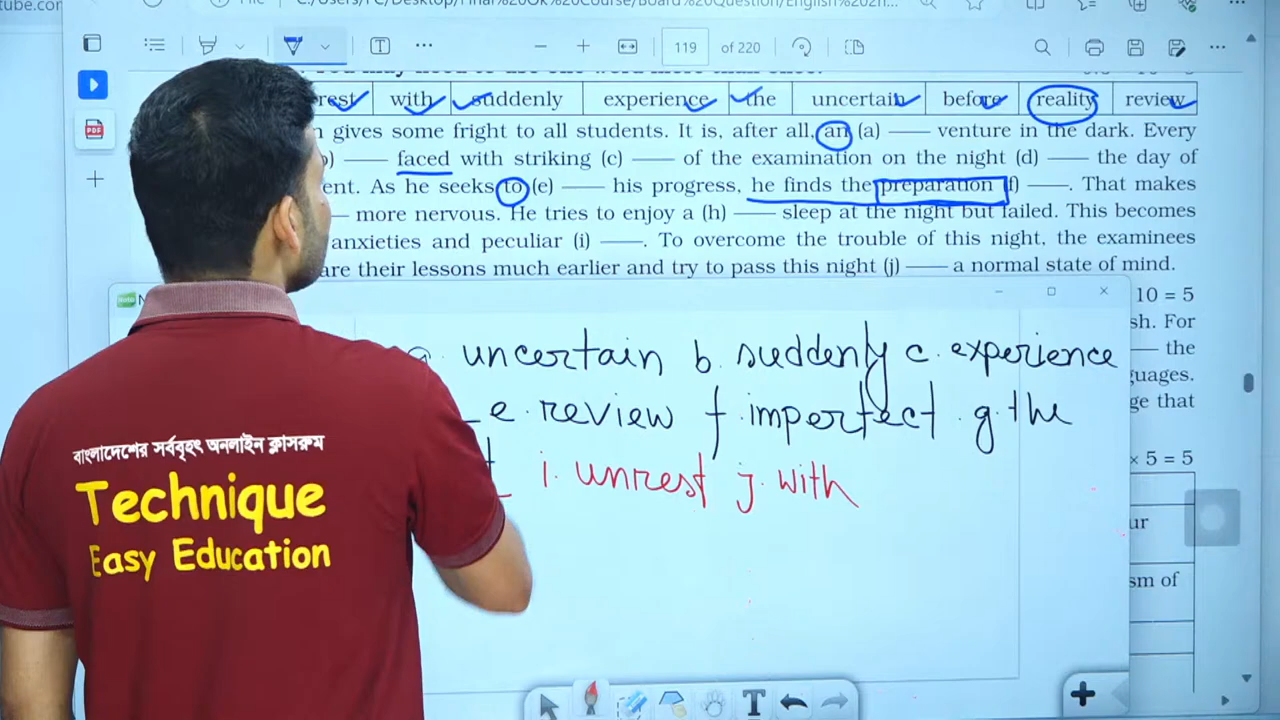 119 of 220
rest with suddenly experience the uncertain before reality review
gives some fright to all students. It is, after all, an (a) —— venture in the dark. Every
—— faced with striking (c) —— of the examination on the night (d) —— the day of
ent. As he seeks to (e) —— his progress, he finds the preparation f) ——. That makes
—— more nervous. He tries to enjoy a (h) —— sleep at the night but failed. This becomes
anxieties and peculiar (i) ——. To overcome the trouble of this night, the examinees
are their lessons much earlier and try to pass this night (j) —— a normal state of mind.
10 = 5
sh. For
—— the
guages.
ge that
× 5 = 5
ur
sm of
a. uncertain b. suddenly c. experience
e. review f. imperfect. g. the
i. unrest j. with
বাংলাদেশের সর্ববৃহৎ অনলাইন ক্লাসরুম
Technique
Easy Education